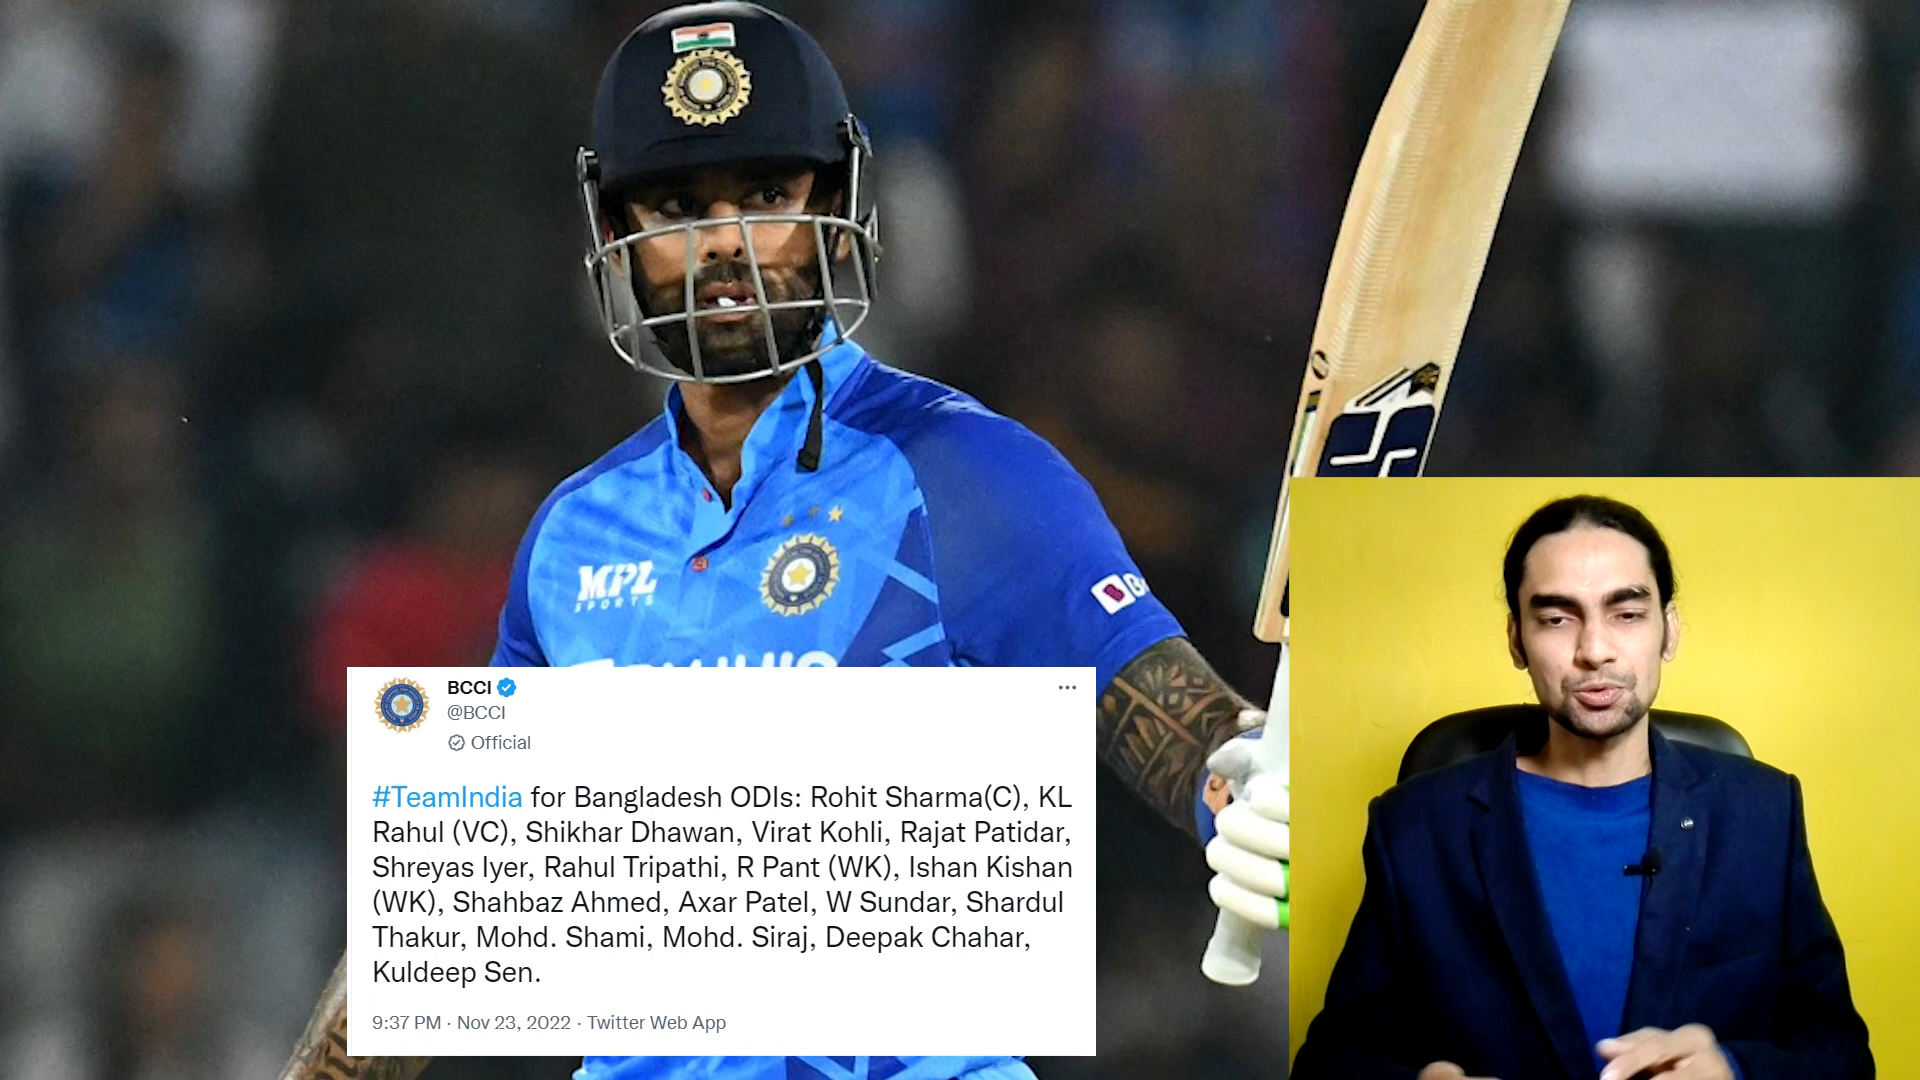 MPL
SPORTS
BCCI
@BCCI
Official
#TeamIndia for Bangladesh ODIs: Rohit Sharma(C), KL
Rahul (VC), Shikhar Dhawan, Virat Kohli, Rajat Patidar,
Shreyas Iyer, Rahul Tripathi, R Pant (WK), Ishan Kishan
(WK), Shahbaz Ahmed, Axar Patel, W Sundar, Shardul
Thakur, Mohd. Shami, Mohd. Siraj, Deepak Chahar,
Kuldeep Sen.
9:37 PM · Nov 23, 2022 · Twitter Web App